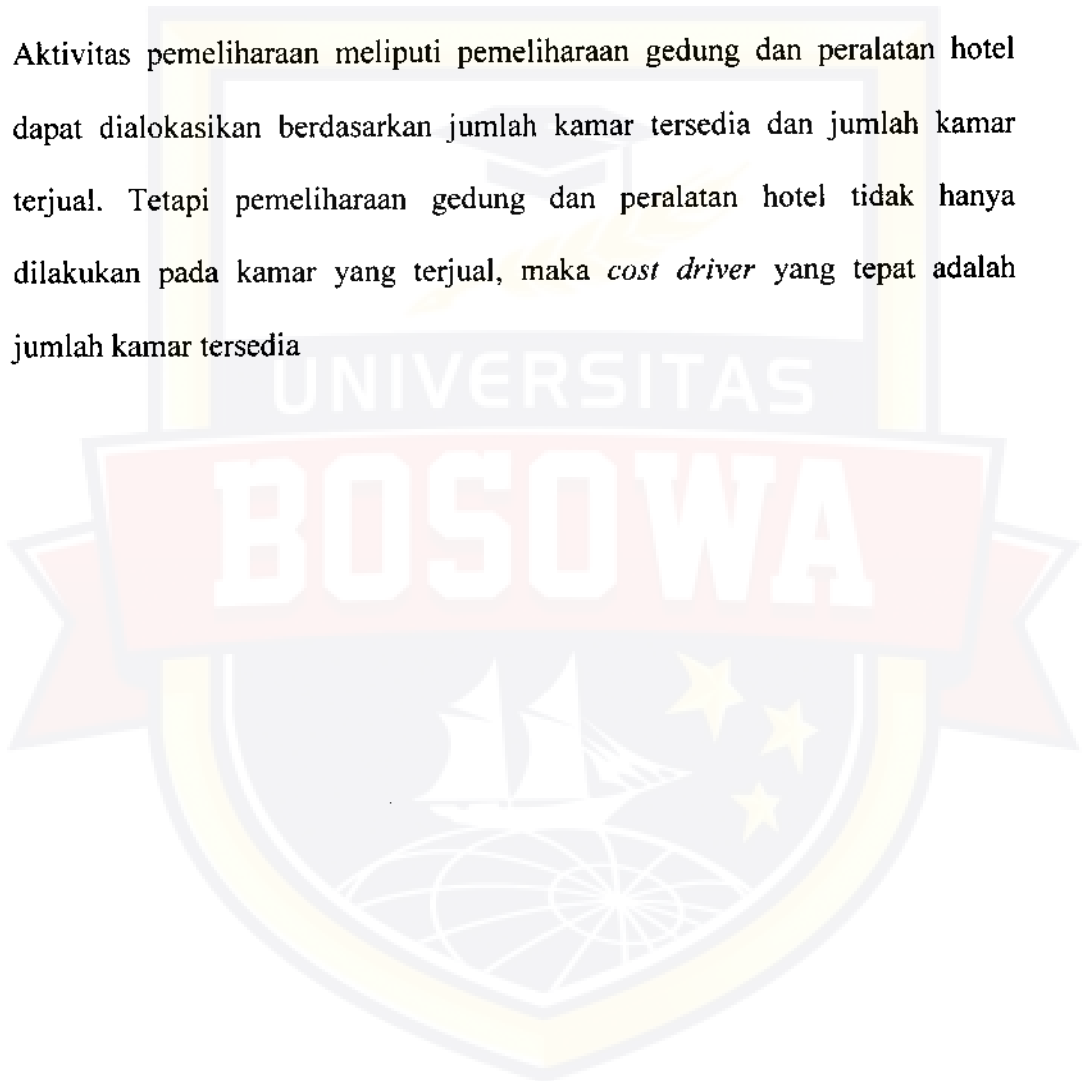 Aktivitas pemeliharaan meliputi pemeliharaan gedung dan peralatan hotel
dapat dialokasikan berdasarkan jumlah kamar tersedia dan jumlah kamar
terjual. Tetapi pemeliharaan gedung dan peralatan hotel tidak hanya
dilakukan pada kamar yang terjual, maka cost driver yang tepat adalah
jumlah kamar tersedia
UNIVERSITAS
BOSOWA